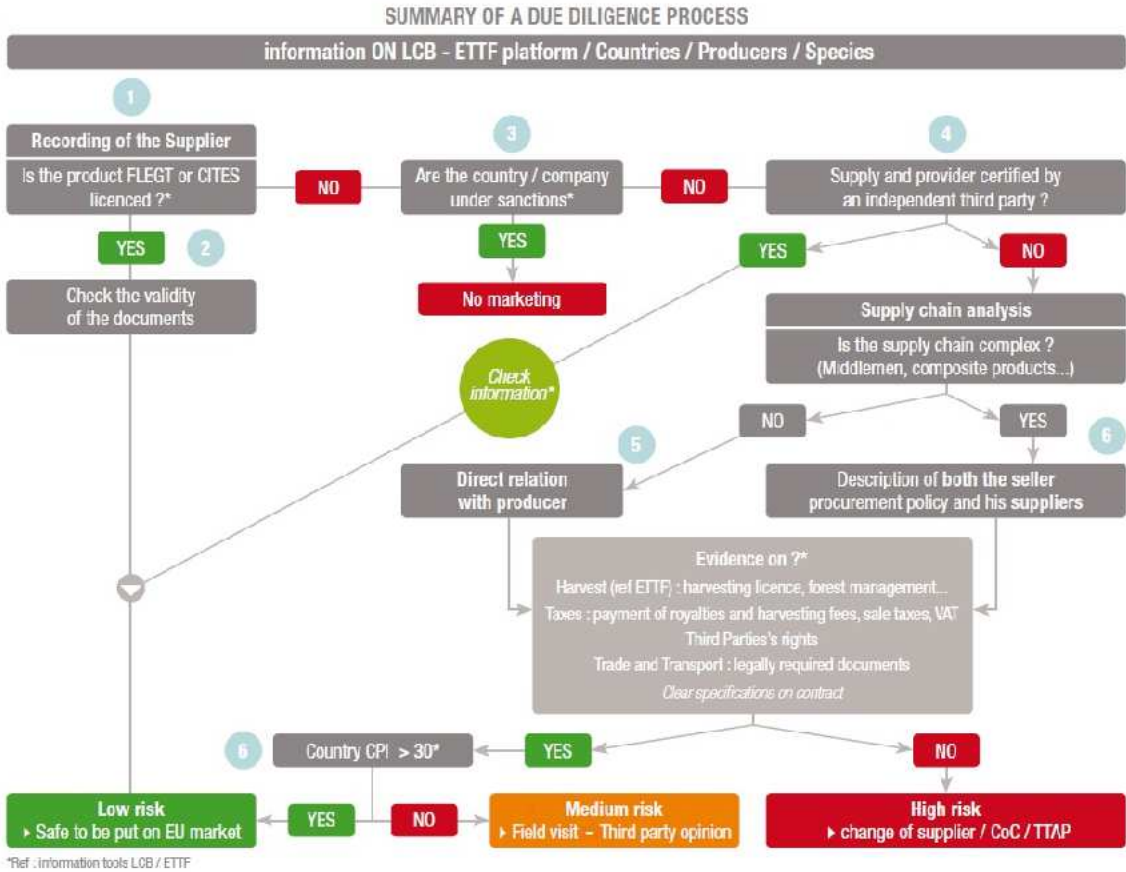 SUMMARY OF A DUE DILIGENCE PROCESS
information ON LCB - ETTF platform / Countries / Producers / Species
1
Recording of the Supplier
Is the product FLEGT or CITES
licenced ?*
NO
3
Are the country / company
under sanctions*
NO
4
Supply and provider certified by
an independent third party ?
YES
2
Check the validity
of the documents
YES
No marketing
YES
NO
Supply chain analysis
Is the supply chain complex ?
(Middlemen, composite products...)
Check
information*
NO
YES
5
Direct relation
with producer
6
Description of both the seller
procurement policy and his suppliers
Evidence on ?*
Harvest (ref ETTF) : harvesting licence, forest management...
Taxes : payment of royalties and harvesting fees, sale taxes, VAT
Third Parties's rights
Trade and Transport : legally required documents
Clear specifications on contract
6
Country CPI > 30*
YES
NO
Low risk
▸ Safe to be put on EU market
YES
NO
Medium risk
▸ Field visit – Third party opinion
High risk
▸ change of supplier / CoC / TTAP
*Ref : information tools LCB / ETTF